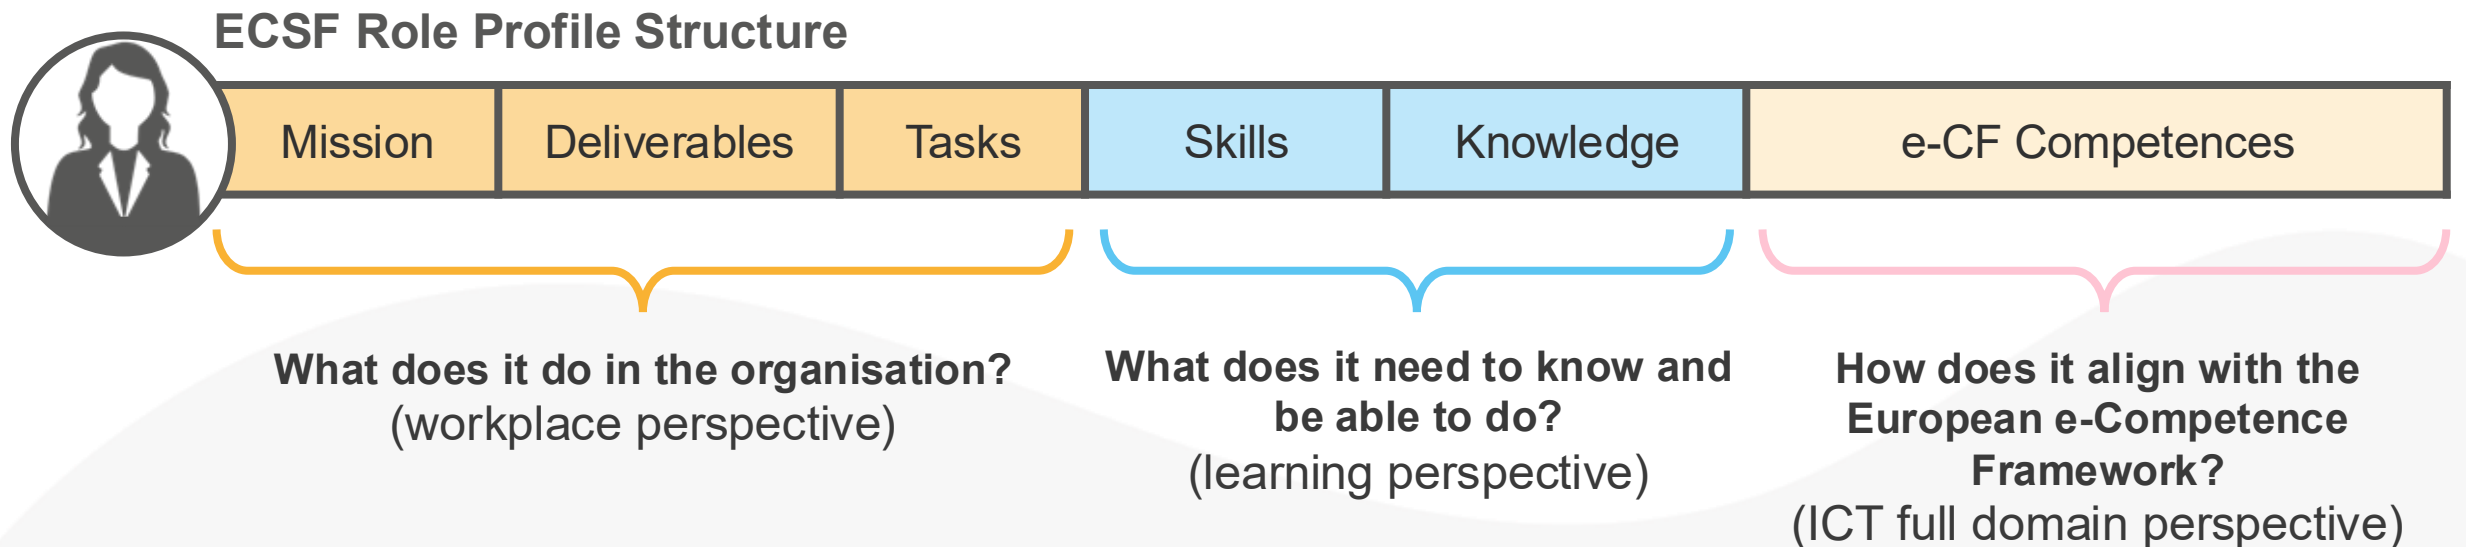 ECSF Role Profile Structure
Mission
Deliverables
Tasks
Skills
Knowledge
e-CF Competences
What does it do in the organisation?
(workplace perspective)
What does it need to know and
be able to do?
(learning perspective)
How does it align with the
European e-Competence
Framework?
(ICT full domain perspective)